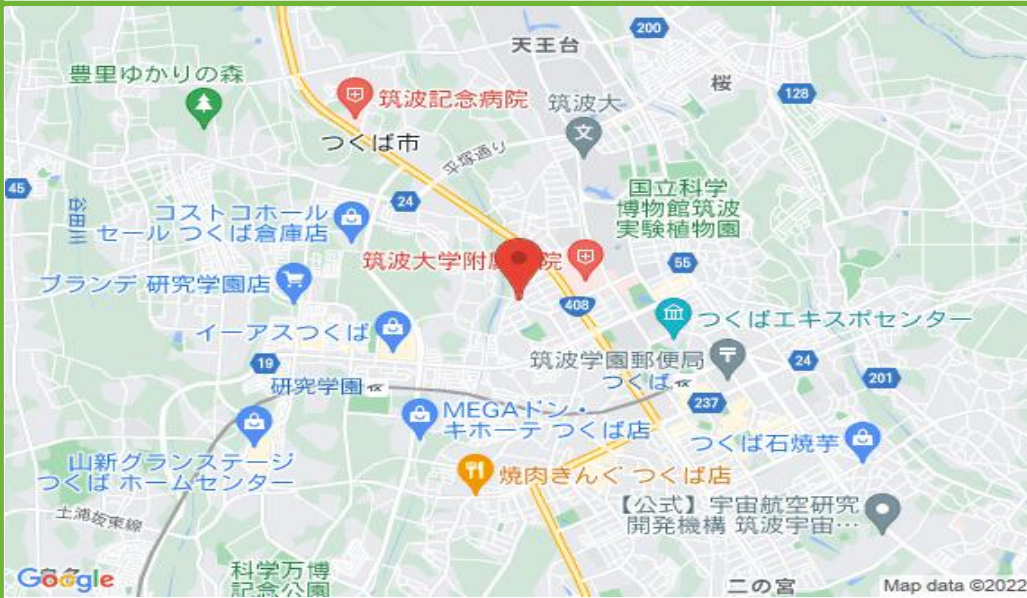 200
天王台
豊里ゆかりの森
桜
128
筑波記念病院
筑波大
つくば市
平塚通り
45
谷田川
24
国立科学
博物館筑波
実験植物園
コストコホール
セール つくば倉庫店
筑波大学附
院
55
ブランデ 研究学園店
408
つくばエキスポセンター
イーアスつくば
筑波学園郵便局
24
19
研究学園
つくば
201
237
MEGAドン・
キホーテ つくば店
つくば石焼芋
山新グランステージ
つくば ホームセンター
焼肉きんぐ つくば店
【公式】宇宙航空研究
開発機構 筑波宇宙…
土浦坂東線
Google
科学万博
記念公園
二の宮
Map data ©2022